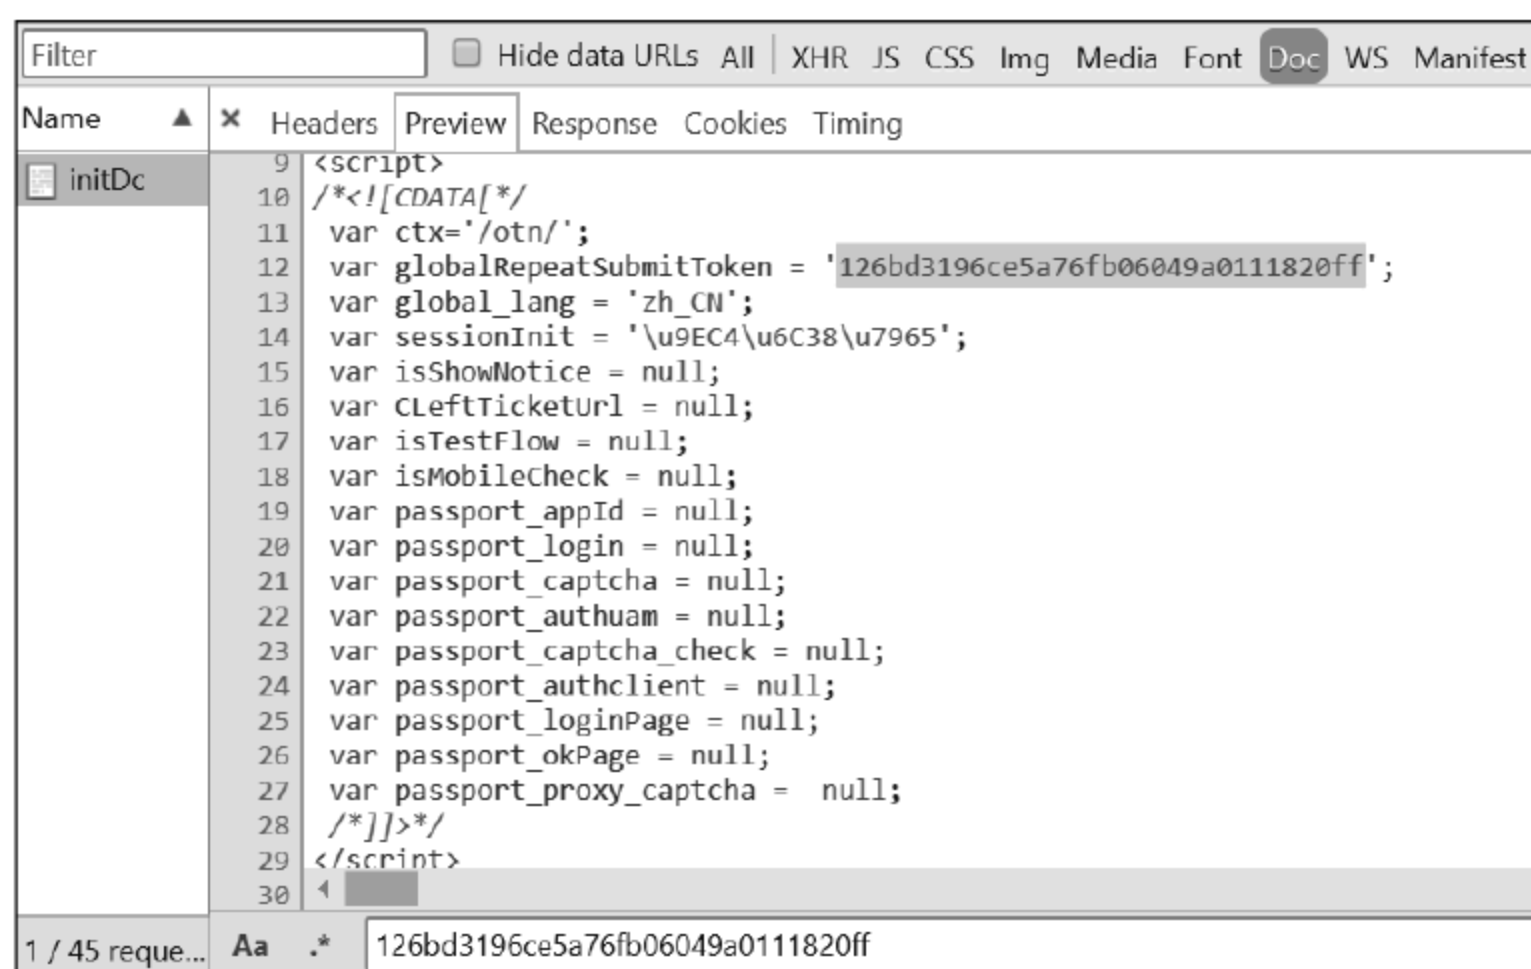 Filter Hide data URLs All XHR JS CSS Img Media Font Doc WS Manifest
Name ▲ × Headers Preview Response Cookies Timing
initDc
9 <script>
10 /*<![CDATA[*/
11 var ctx='/otn/';
12 var globalRepeatSubmitToken = '126bd3196ce5a76fb06049a0111820ff';
13 var global_lang = 'zh_CN';
14 var sessionInit = '\u9EC4\u6C38\u7965';
15 var isShowNotice = null;
16 var CLeftTicketUrl = null;
17 var isTestFlow = null;
18 var isMobileCheck = null;
19 var passport_appId = null;
20 var passport_login = null;
21 var passport_captcha = null;
22 var passport_authuam = null;
23 var passport_captcha_check = null;
24 var passport_authclient = null;
25 var passport_loginPage = null;
26 var passport_okPage = null;
27 var passport_proxy_captcha =  null;
28 /*]]>*/
29 </script>
30
1 / 45 reque... Aa .* 126bd3196ce5a76fb06049a0111820ff